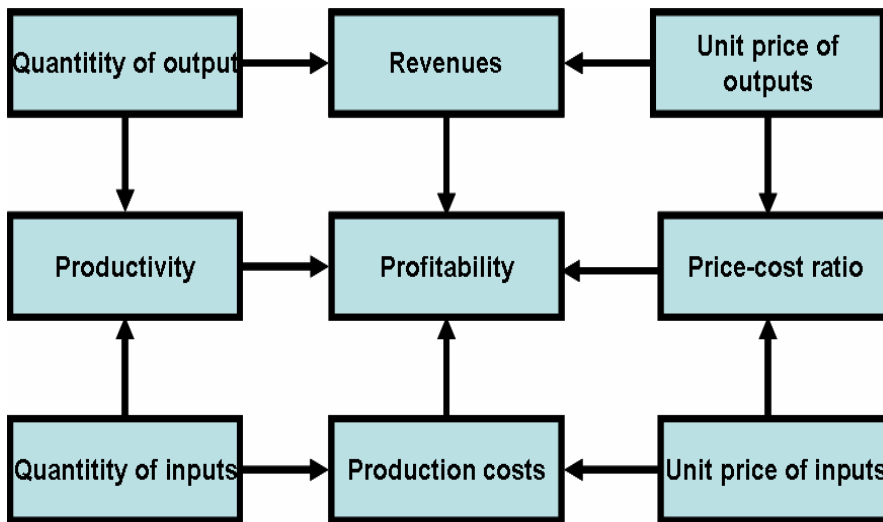 Quantitity of output
Revenues
Unit price of
outputs
Productivity
Profitability
Price-cost ratio
Quantitity of inputs
Production costs
Unit price of inputs